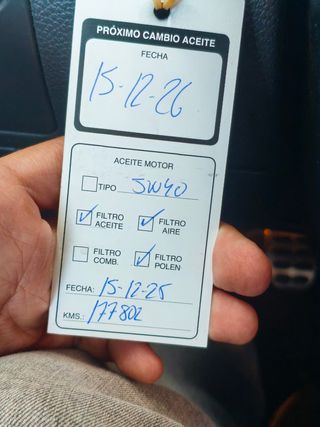 PRÓXIMO CAMBIO ACEITE
FECHA
15-12-26
ACEITE MOTOR
TIPO 5W40
FILTRO ACEITE FILTRO AIRE
FILTRO COMB. FILTRO POLEN
FECHA: 15-12-25
KMS.: 177802